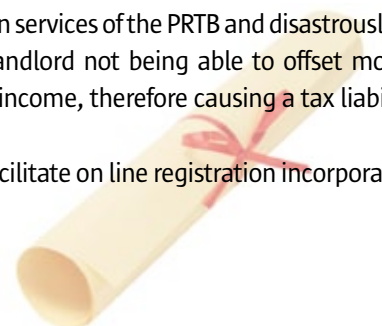 n services of the PRTB and disastrously
andlord not being able to offset mo
income, therefore causing a tax liabi
cilitate on line registration incorpora